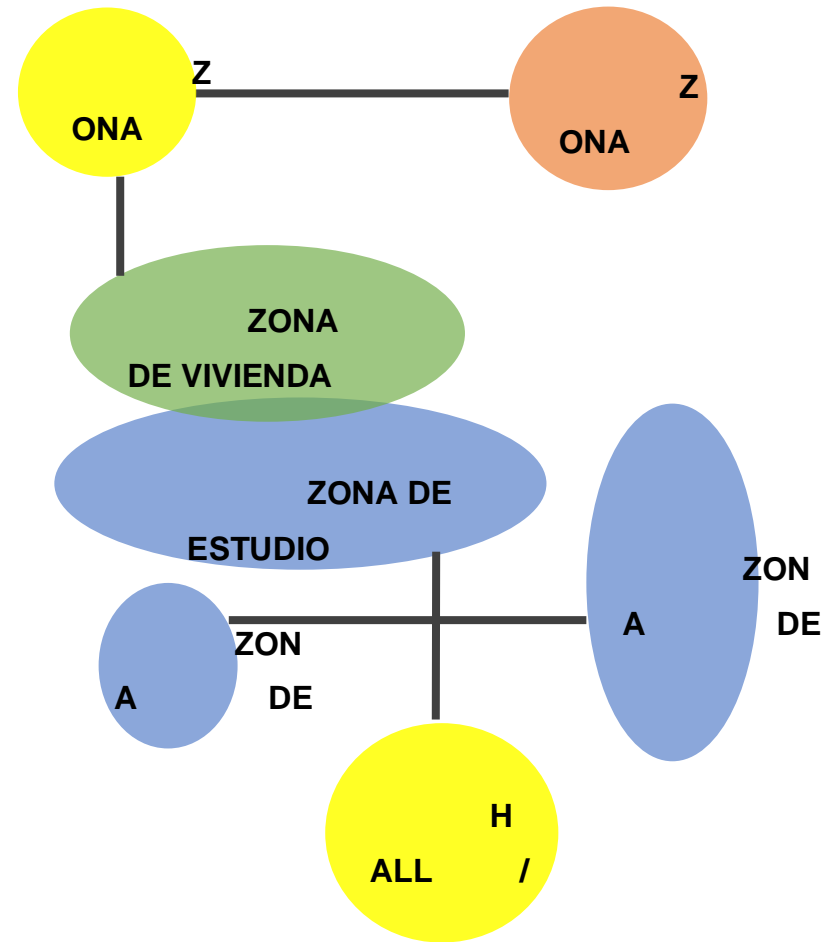 Z
ONA
Z
ONA
ZONA
DE VIVIENDA
ZONA DE
ESTUDIO
ZON
A DE
ZON
A DE
H
ALL /